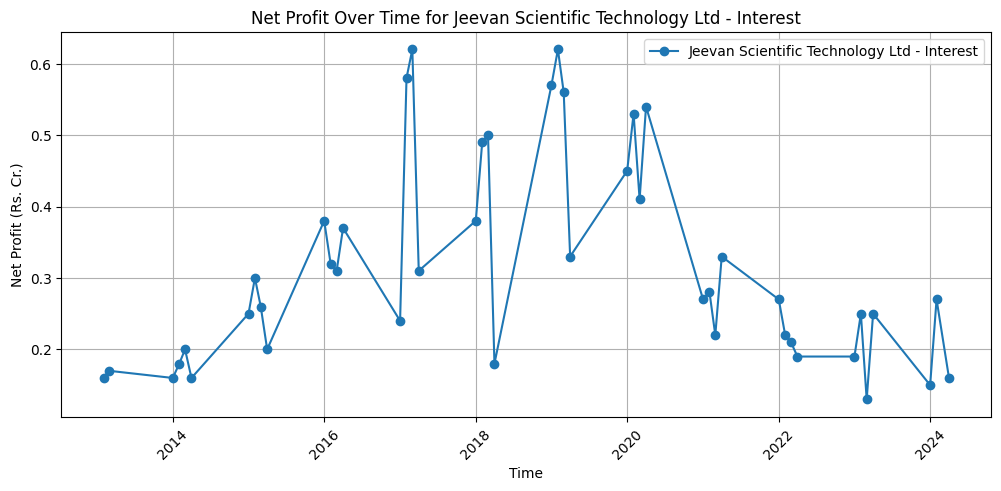 Net Profit Over Time for Jeevan Scientific Technology Ltd - Interest
Jeevan Scientific Technology Ltd - Interest
Net Profit (Rs. Cr.)
0.6
0.5
0.4
0.3
0.2
2014
2016
2018
2020
2022
2024
Time